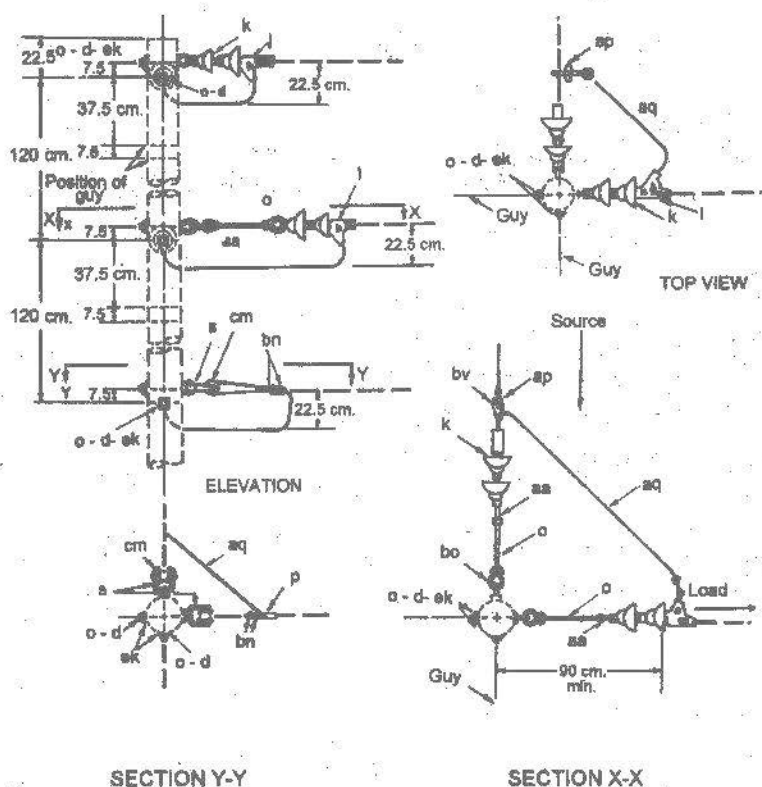 k
l
22.5
o - d- ek
7.5
o-d
22.5 cm.
37.5 cm.
120 cm.
7.5
Position of
guy
X
x
7.5
aa
o
l
X
22.5 cm.
37.5 cm.
120 cm.
7.5
Y
Y
7.5
s
cm
bn
Y
22.5 cm.
o - d- ek
ELEVATION
ap
aq
o - d- ek
Guy
k
l
Guy
TOP VIEW
Source
bv
ap
k
aa
aq
o
bo
o - d-ek
o
Load
aa
90 cm.
min.
Guy
cm
aq
s
p
o - d
ek
bn
o - d
SECTION Y-Y
SECTION X-X